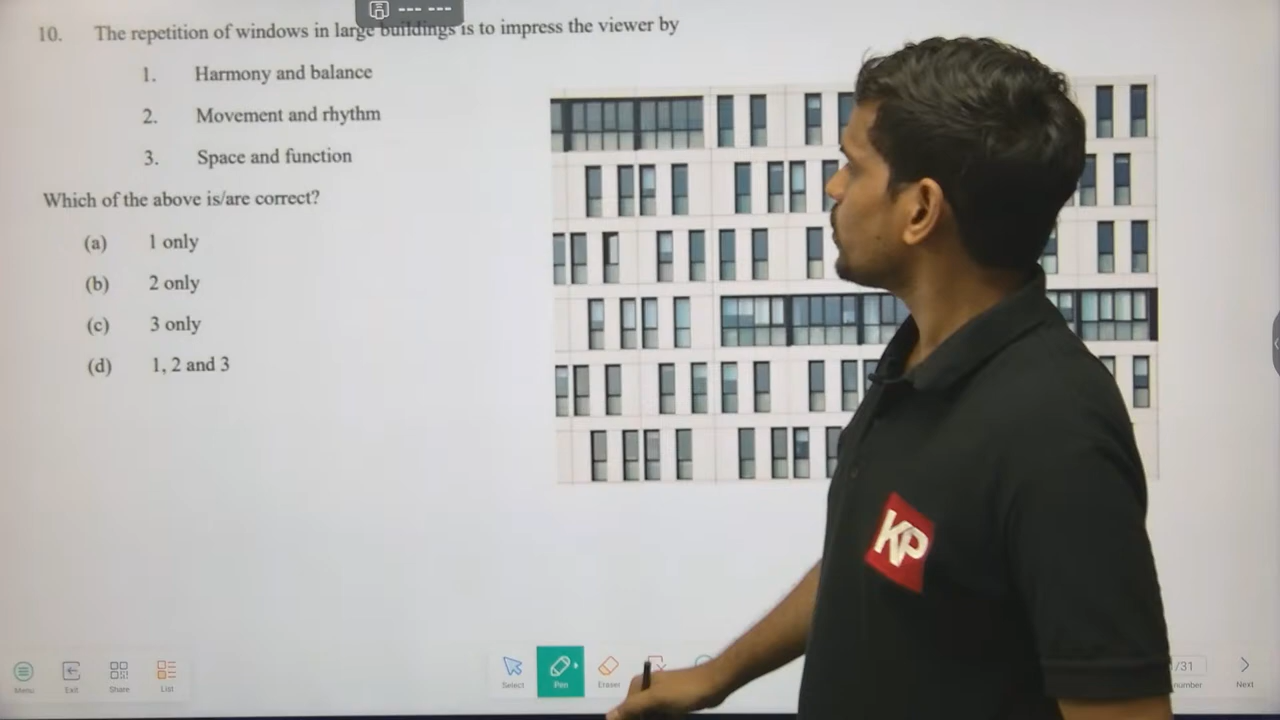 10. The repetition of windows in large buildings is to impress the viewer by
1. Harmony and balance
2. Movement and rhythm
3. Space and function
Which of the above is/are correct?
(a) 1 only
(b) 2 only
(c) 3 only
(d) 1, 2 and 3
KP
Menu Exit Share List Select Pen Eraser /31 number Next